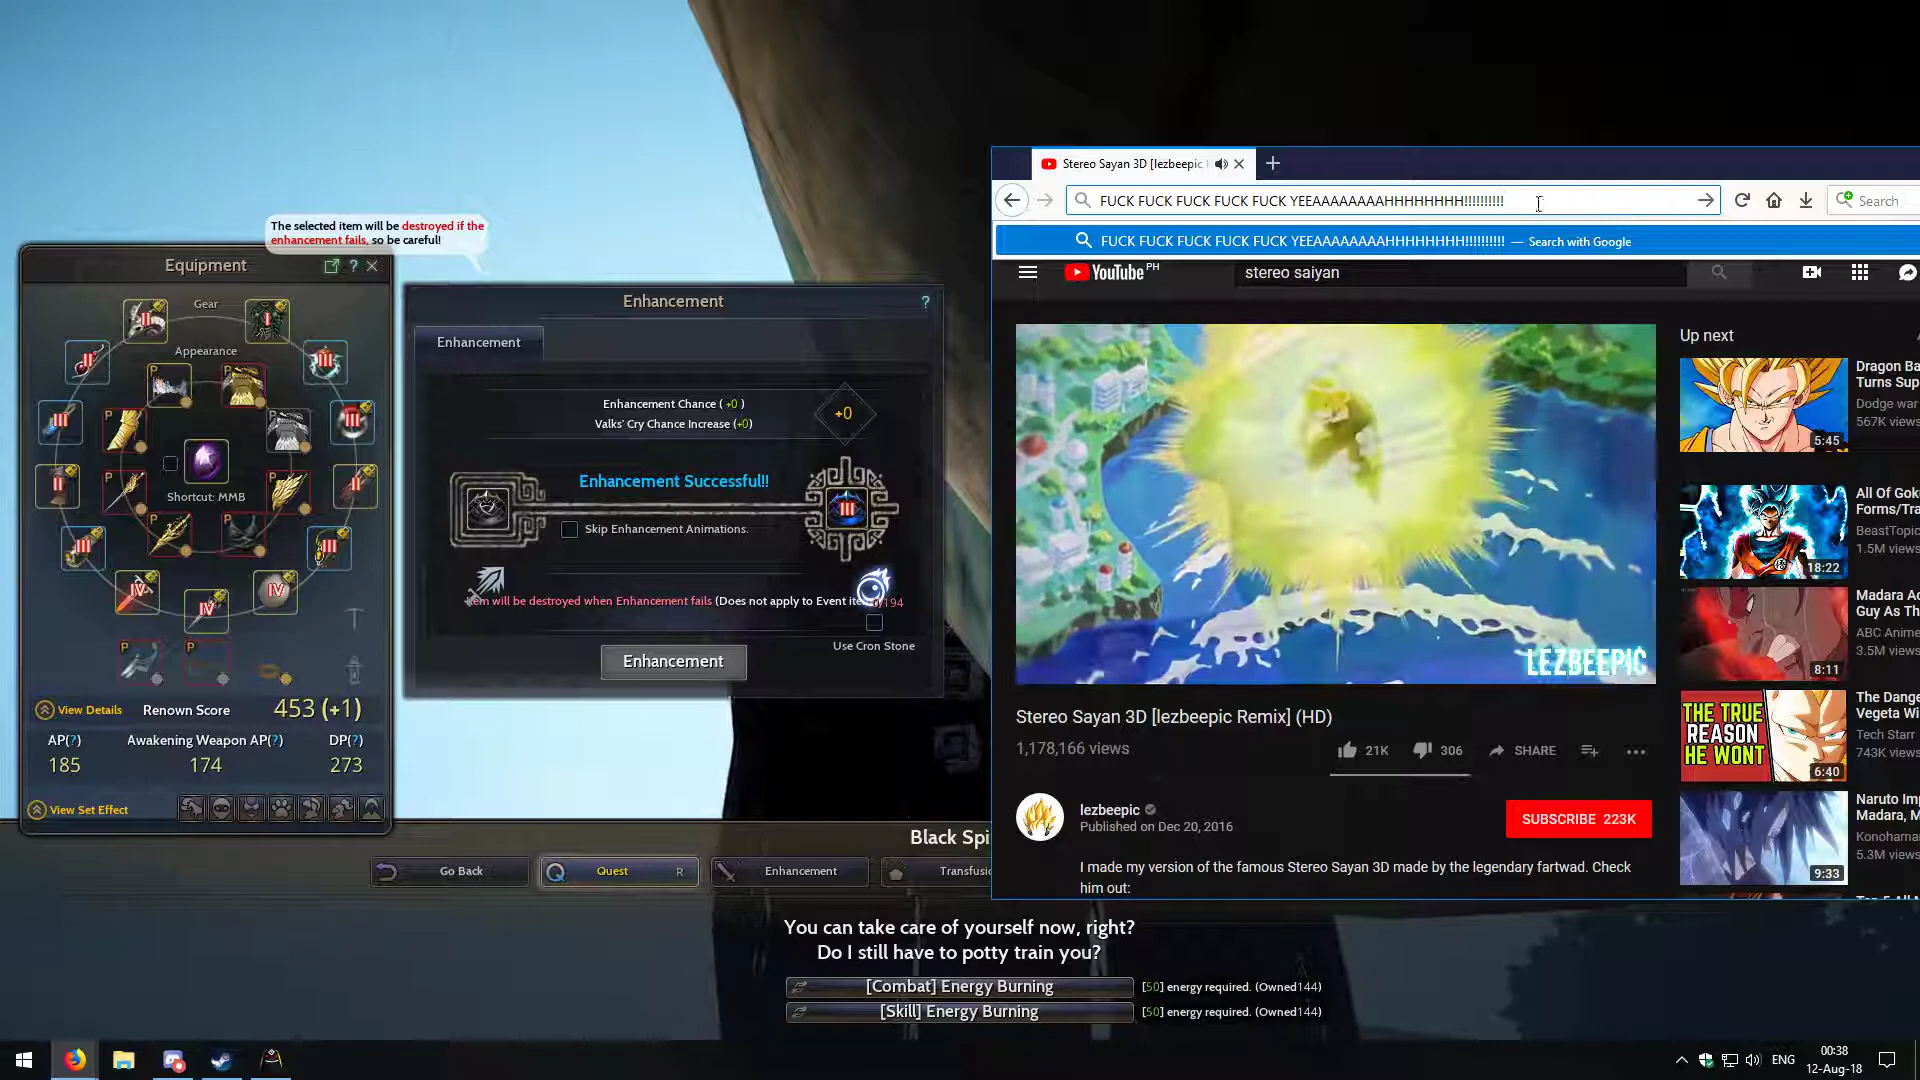 The selected item will be destroyed if the
enhancement fails, so be careful!
Equipment
?
Gear
Appearance
Shortcut: MMB
View Details
Renown Score
453 (+1)
AP(?)
Awakening Weapon AP(?)
DP(?)
185
174
273
View Set Effect
Enhancement
?
Enhancement
Enhancement Chance ( +0 )
Valks' Cry Chance Increase (+0)
+0
Enhancement Successful!!
III
Skip Enhancement Animations.
Item will be destroyed when Enhancement fails (Does not apply to Event ite
/194
Use Cron Stone
Enhancement
Black Spi
Go Back
Quest
R
Enhancement
Transfusi
You can take care of yourself now, right?
Do I still have to potty train you?
[Combat] Energy Burning
[50] energy required. (Owned144)
[Skill] Energy Burning
[50] energy required. (Owned144)
Stereo Sayan 3D [lezbeepic
FUCK FUCK FUCK FUCK FUCK YEEAAAAAAAAHHHHHHHH!!!!!!!!!!
Search
FUCK FUCK FUCK FUCK FUCK YEEAAAAAAAAHHHHHHHH!!!!!!!!!! — Search with Google
YouTube PH
stereo saiyan
LEZBEEPIC
Stereo Sayan 3D [lezbeepic Remix] (HD)
1,178,166 views
21K
306
SHARE
lezbeepic
Published on Dec 20, 2016
SUBSCRIBE 223K
I made my version of the famous Stereo Sayan 3D made by the legendary fartwad. Check
him out:
Up next
Dragon Ba
Turns Sup
Dodge war
567K views
5:45
All Of Gok
Forms/Tra
BeastTopic
1.5M view
18:22
Madara Ac
Guy As Th
ABC Anime
3.5M view
8:11
THE TRUE
REASON
HE WONT
The Dange
Vegeta Wi
Tech Starr
743K views
6:40
Naruto Imp
Madara, M
Konohamar
5.3M view
9:33
ENG
00:38
12-Aug-18